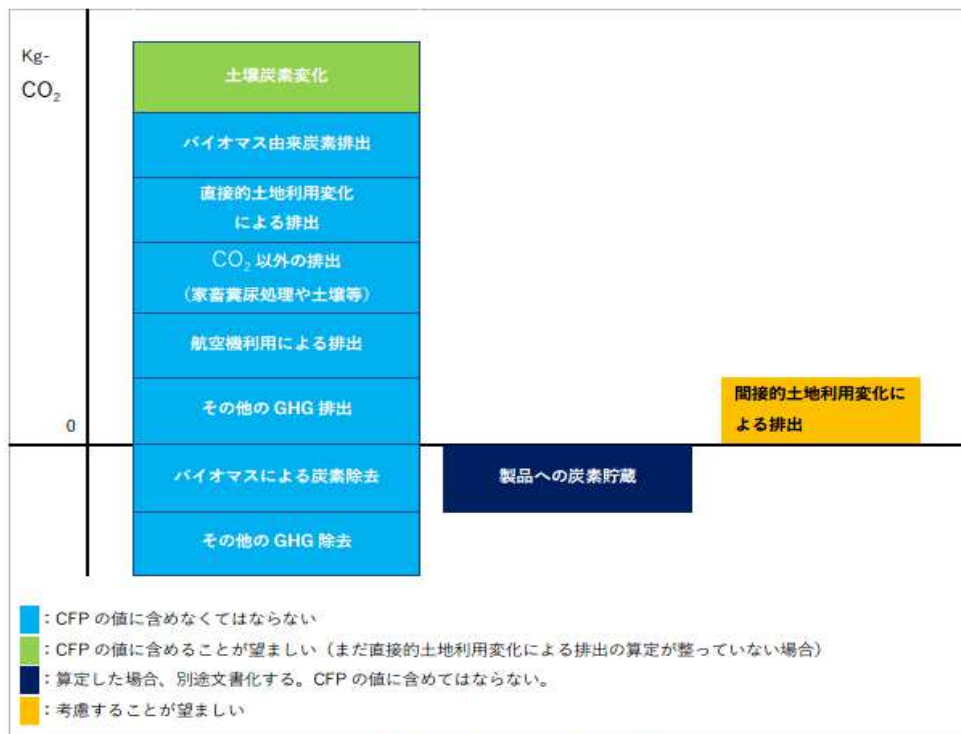 Kg-
CO₂
土壌炭素変化
バイオマス由来炭素排出
直接的土地利用変化
による排出
CO₂ 以外の排出
（家畜糞尿処理や土壌等）
航空機利用による排出
その他の GHG 排出
0
間接的土地利用変化に
よる排出
バイオマスによる炭素除去
製品への炭素貯蔵
その他の GHG 除去
：CFP の値に含めなくてはならない
：CFP の値に含めることが望ましい（まだ直接的土地利用変化による排出の算定が整っていない場合）
：算定した場合、別途文書化する。CFP の値に含めてはならない。
：考慮することが望ましい